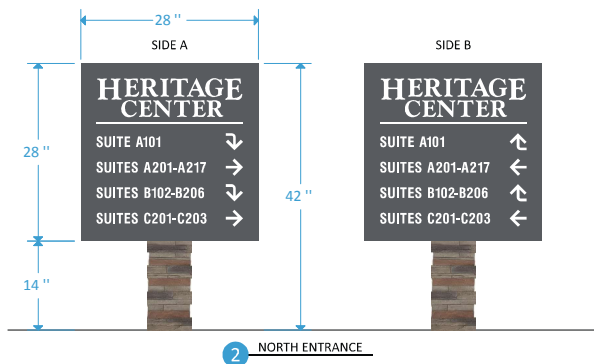 28 "
SIDE A
HERITAGE
CENTER
SUITE A101
SUITES A201-A217
SUITES B102-B206
SUITES C201-C203
28 "
14 "
42 "
SIDE B
HERITAGE
CENTER
SUITE A101
SUITES A201-A217
SUITES B102-B206
SUITES C201-C203
2 NORTH ENTRANCE